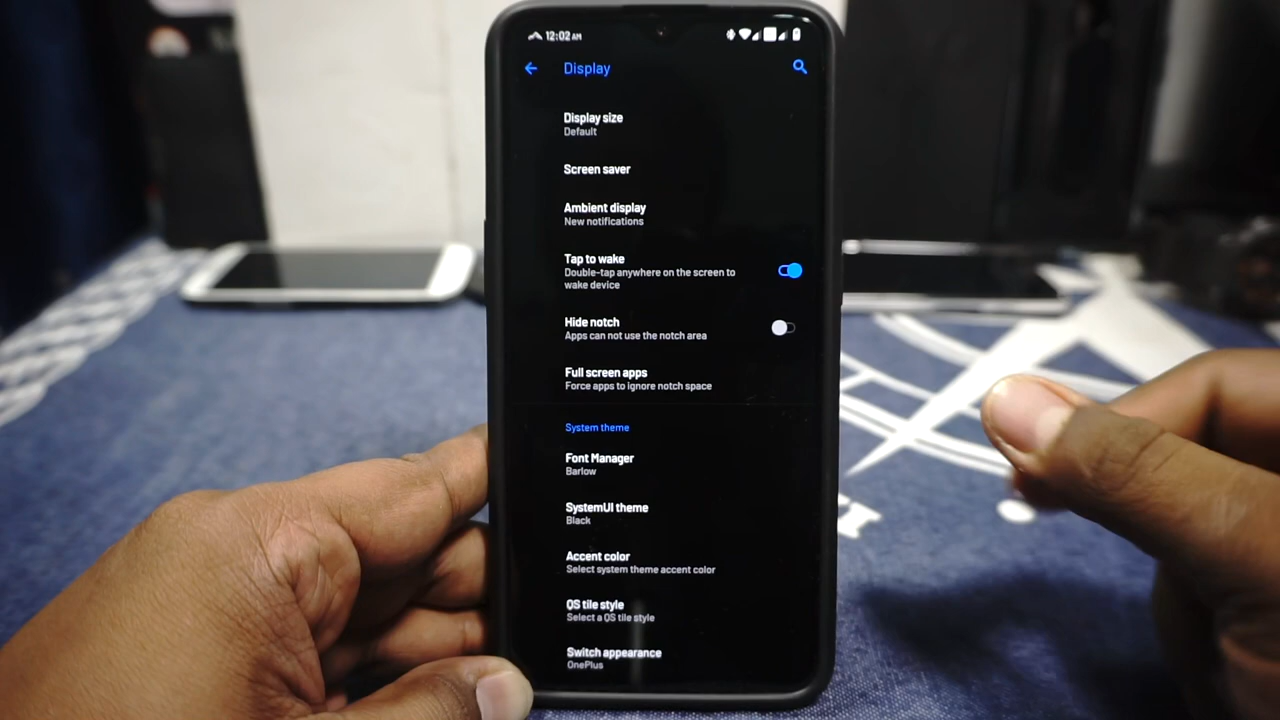 12:02 AM
Display
Display size
Default
Screen saver
Ambient display
New notifications
Tap to wake
Double-tap anywhere on the screen to
wake device
Hide notch
Apps can not use the notch area
Full screen apps
Force apps to ignore notch space
System theme
Font Manager
Barlow
SystemUI theme
Black
Accent color
Select system theme accent color
QS tile style
Select a QS tile style
Switch appearance
OnePlus